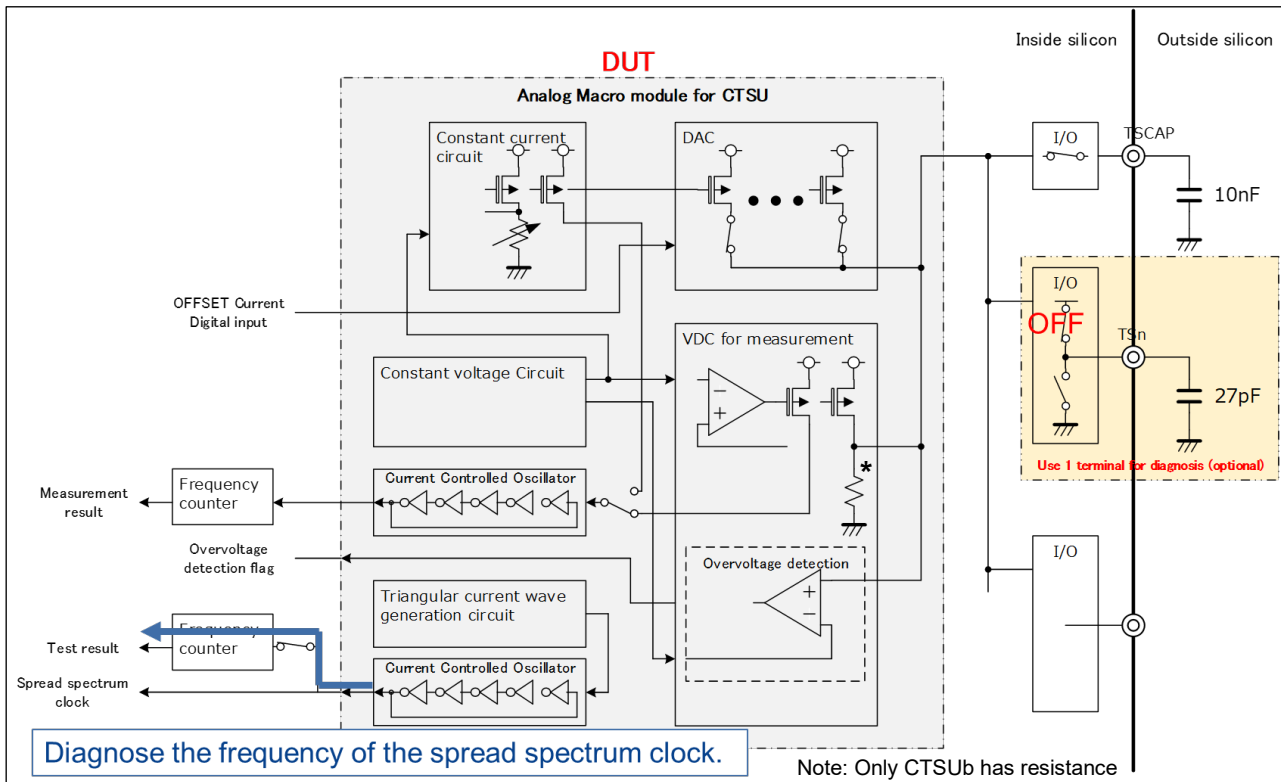 Inside silicon
Outside silicon
DUT
Analog Macro module for CTSU
Constant current
circuit
DAC
I/O
TSCAP
10nF
OFFSET Current
Digital input
I/O
OFF
TSn
27pF
Use 1 terminal for diagnosis (optional)
Constant voltage Circuit
VDC for measurement
*
Measurement
result
Frequency
counter
Current Controlled Oscillator
Overvoltage
detection flag
Overvoltage detection
I/O
Triangular current wave
generation circuit
Frequency
counter
Test result
Current Controlled Oscillator
Spread spectrum
clock
Diagnose the frequency of the spread spectrum clock.
Note: Only CTSUb has resistance